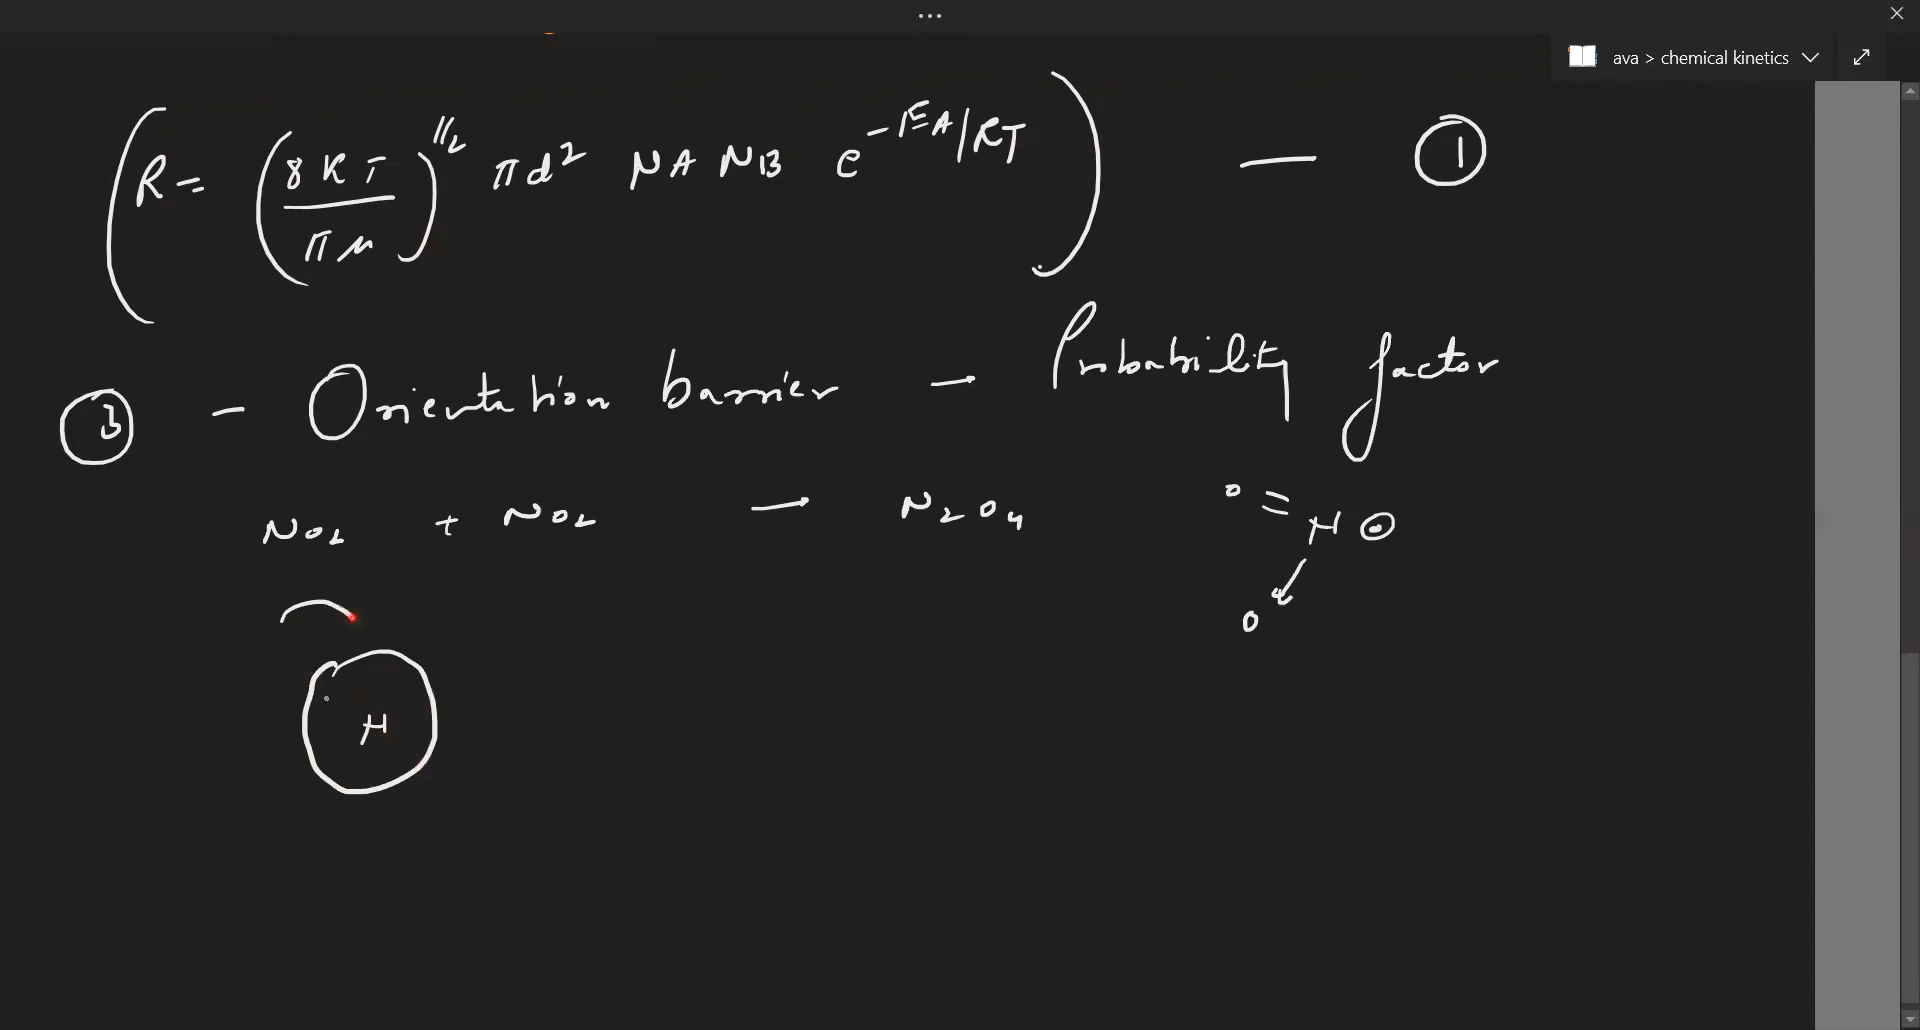 ava > chemical kinetics
R = (8KT/πμ)^1/2 πd² NA NB e^-EA/RT — ①
③ - Orientation barrier — Probability factor
NO2 + NO2 → N2O4
O = N ⊙
O
N